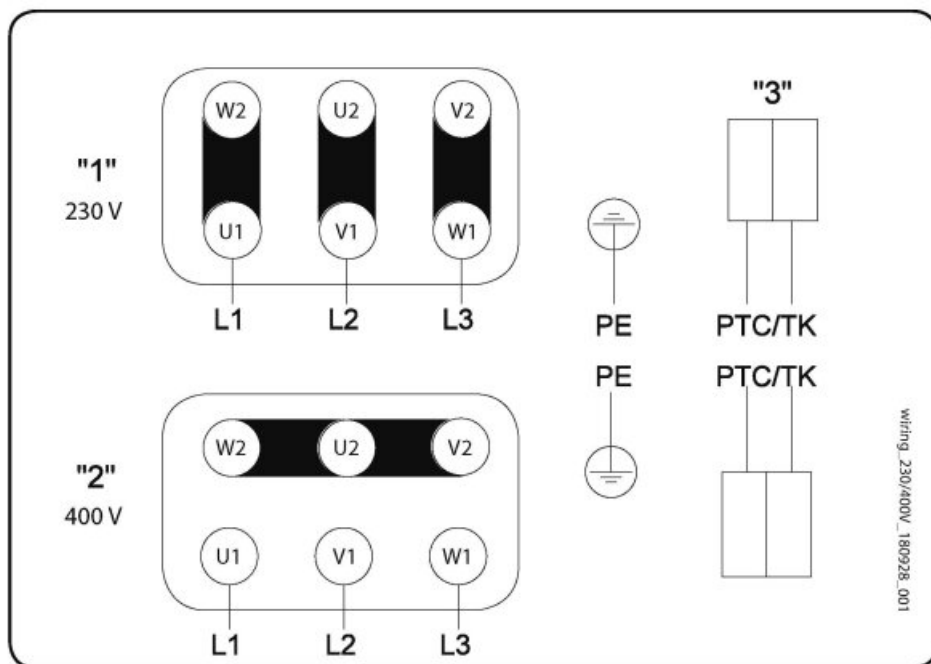 "3"
W2 U2 V2
"1"
230 V
U1 V1 W1
L1 L2 L3 PE PTC/TK
PE PTC/TK
W2 U2 V2
"2"
400 V
U1 V1 W1
L1 L2 L3
wiring_230/400V_180928_001